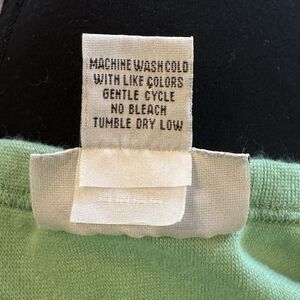 MACHINE WASH COLD
WITH LIKE COLORS
GENTLE CYCLE
NO BLEACH
TUMBLE DRY LOW